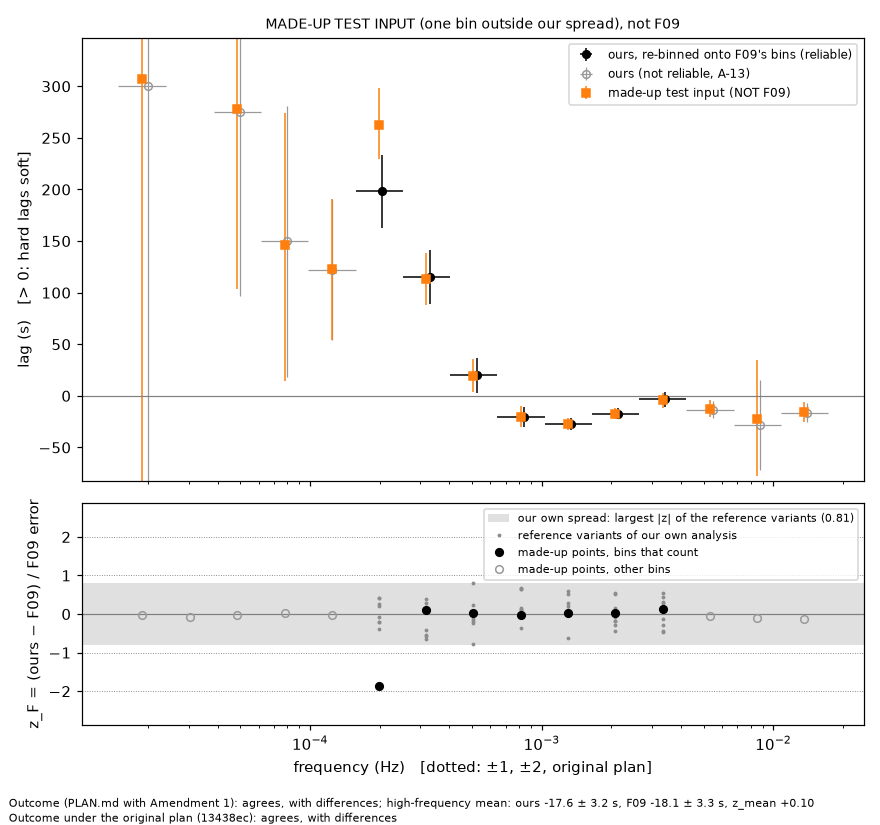 MADE-UP TEST INPUT (one bin outside our spread), not F09
ours, re-binned onto F09's bins (reliable)
ours (not reliable, A-13)
made-up test input (NOT F09)
lag (s)   [> 0: hard lags soft]
300
250
200
150
100
50
0
−50
our own spread: largest |z| of the reference variants (0.81)
reference variants of our own analysis
made-up points, bins that count
made-up points, other bins
z_F = (ours − F09) / F09 error
2
1
0
−1
−2
10⁻⁴ 10⁻³ 10⁻²
frequency (Hz)   [dotted: ±1, ±2, original plan]
Outcome (PLAN.md with Amendment 1): agrees, with differences; high-frequency mean: ours -17.6 ± 3.2 s, F09 -18.1 ± 3.3 s, z_mean +0.10
Outcome under the original plan (13438ec): agrees, with differences